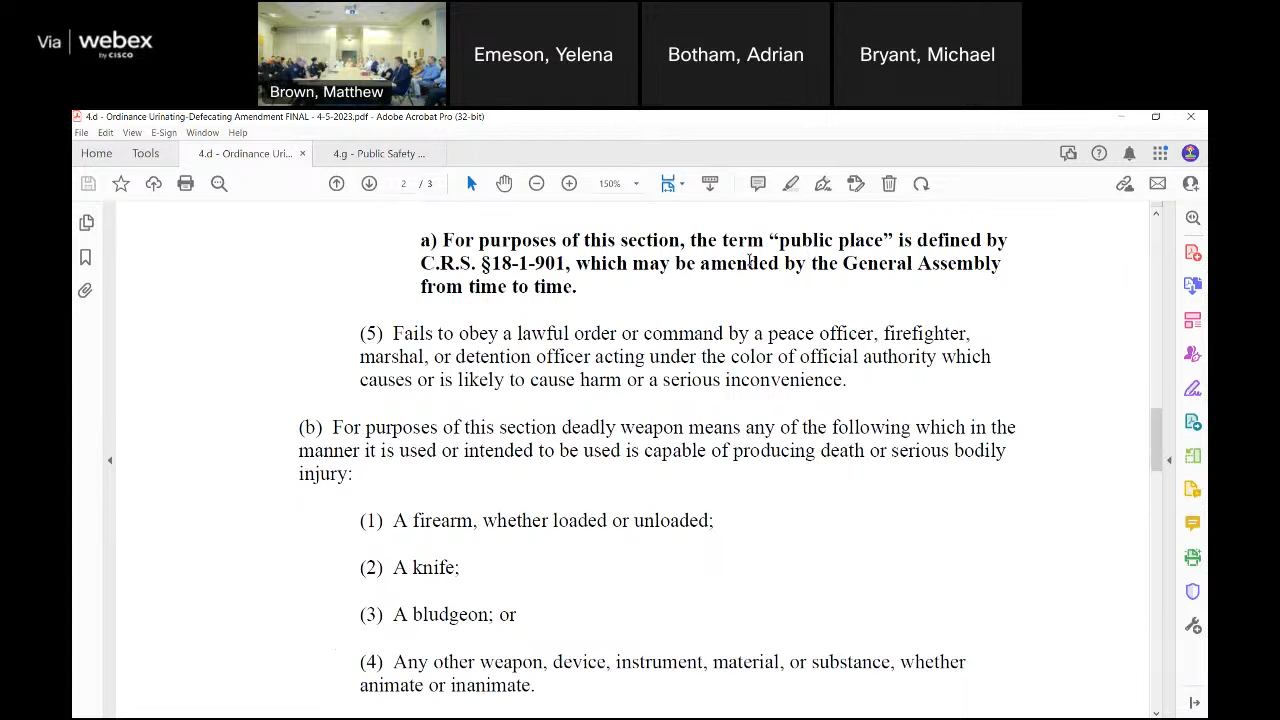 Via webex
by CISCO
Brown, Matthew
Emeson, Yelena
Botham, Adrian
Bryant, Michael
4.d - Ordinance Urinating-Defecating Amendment FINAL - 4-5-2023.pdf - Adobe Acrobat Pro (32-bit)
File Edit View E-Sign Window Help
Home Tools 4.d - Ordinance Uri... × 4.g - Public Safety ...
2 / 3 150%
a) For purposes of this section, the term “public place” is defined by
C.R.S. §18-1-901, which may be amended by the General Assembly
from time to time.
(5) Fails to obey a lawful order or command by a peace officer, firefighter,
marshal, or detention officer acting under the color of official authority which
causes or is likely to cause harm or a serious inconvenience.
(b) For purposes of this section deadly weapon means any of the following which in the
manner it is used or intended to be used is capable of producing death or serious bodily
injury:
(1) A firearm, whether loaded or unloaded;
(2) A knife;
(3) A bludgeon; or
(4) Any other weapon, device, instrument, material, or substance, whether
animate or inanimate.